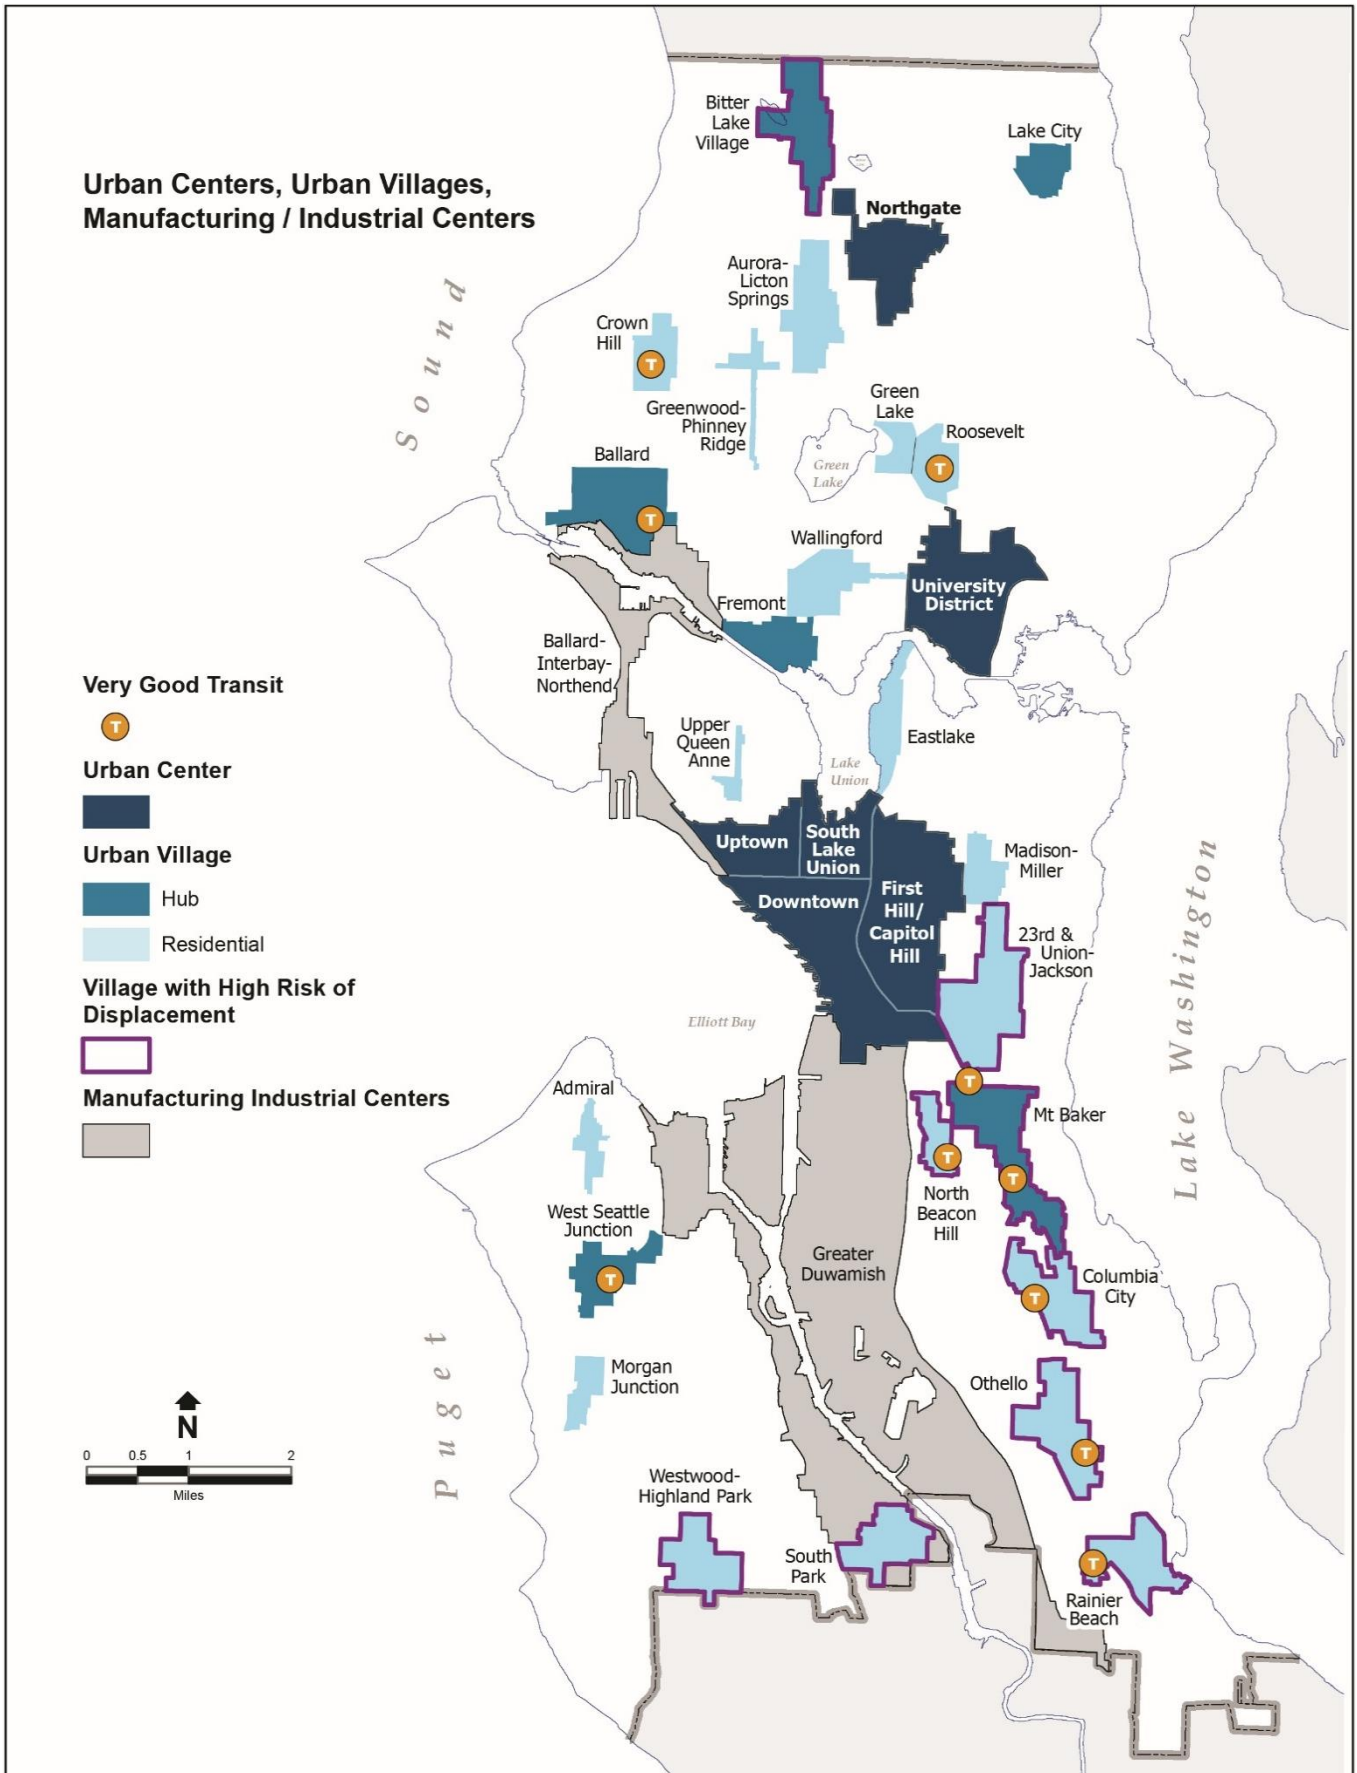 Urban Centers, Urban Villages,
Manufacturing / Industrial Centers
Bitter
Lake
Village
Lake City
Northgate
Aurora-
Licton
Springs
Crown
Hill
T
Greenwood-
Phinney
Ridge
Green
Lake
Roosevelt
T
Green
Lake
Sound
Ballard
T
Wallingford
University
District
Fremont
Ballard-
Interbay-
Northend
Upper
Queen
Anne
Eastlake
Lake
Union
Very Good Transit
T
Urban Center
Urban Village
Hub
Residential
Village with High Risk of
Displacement
Manufacturing Industrial Centers
Uptown
South
Lake
Union
Downtown
First
Hill/
Capitol
Hill
Madison-
Miller
23rd &
Union-
Jackson
Lake Washington
Elliott Bay
Admiral
T
Mt Baker
T
T
North
Beacon
Hill
West Seattle
Junction
T
Greater
Duwamish
Columbia
City
T
Morgan
Junction
Othello
T
Puget
N
0 0.5 1 2
Miles
Westwood-
Highland Park
South
Park
T
Rainier
Beach